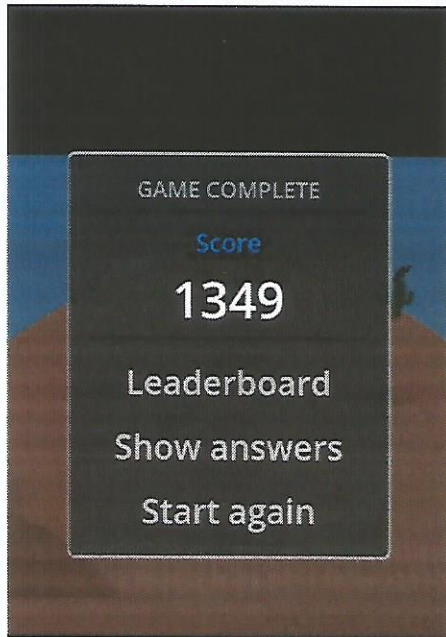 GAME COMPLETE
Score
1349
Leaderboard
Show answers
Start again